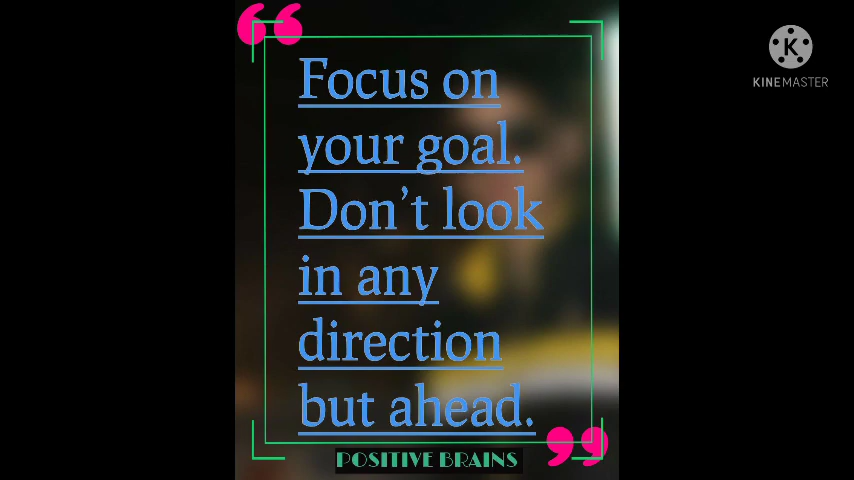 Focus on
your goal.
Don’t look
in any
direction
but ahead.
POSITIVE BRAINS
K
KINEMASTER